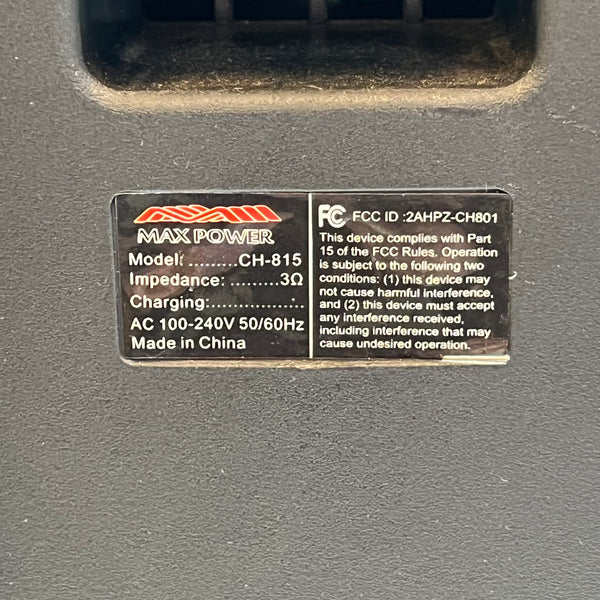 MAX POWER
Model: .........CH-815
Impedance: .........3Ω
Charging:...............
AC 100-240V 50/60Hz
Made in China
FC FCC ID :2AHPZ-CH801
This device complies with Part
15 of the FCC Rules. Operation
is subject to the following two
conditions: (1) this device may
not cause harmful interference,
and (2) this device must accept
any interference received,
including interference that may
cause undesired operation.